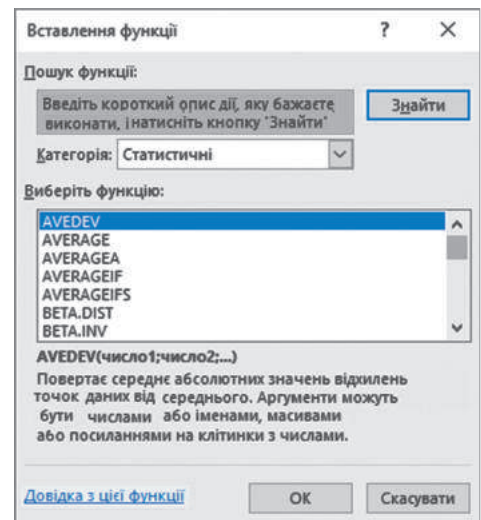 Вставлення функції ? ×
Пошук функції:
Введіть короткий опис дії, яку бажаєте
виконати, і натисніть кнопку "Знайти"
Знайти
Категорія: Статистичні
Виберіть функцію:
AVEDEV
AVERAGE
AVERAGEA
AVERAGEIF
AVERAGEIFS
BETA.DIST
BETA.INV
AVEDEV(число1;число2;...)
Повертає середнє абсолютних значень відхилень
точок даних від середнього. Аргументи можуть
бути числами або іменами, масивами
або посиланнями на клітинки з числами.
Довідка з цієї функції
ОК
Скасувати